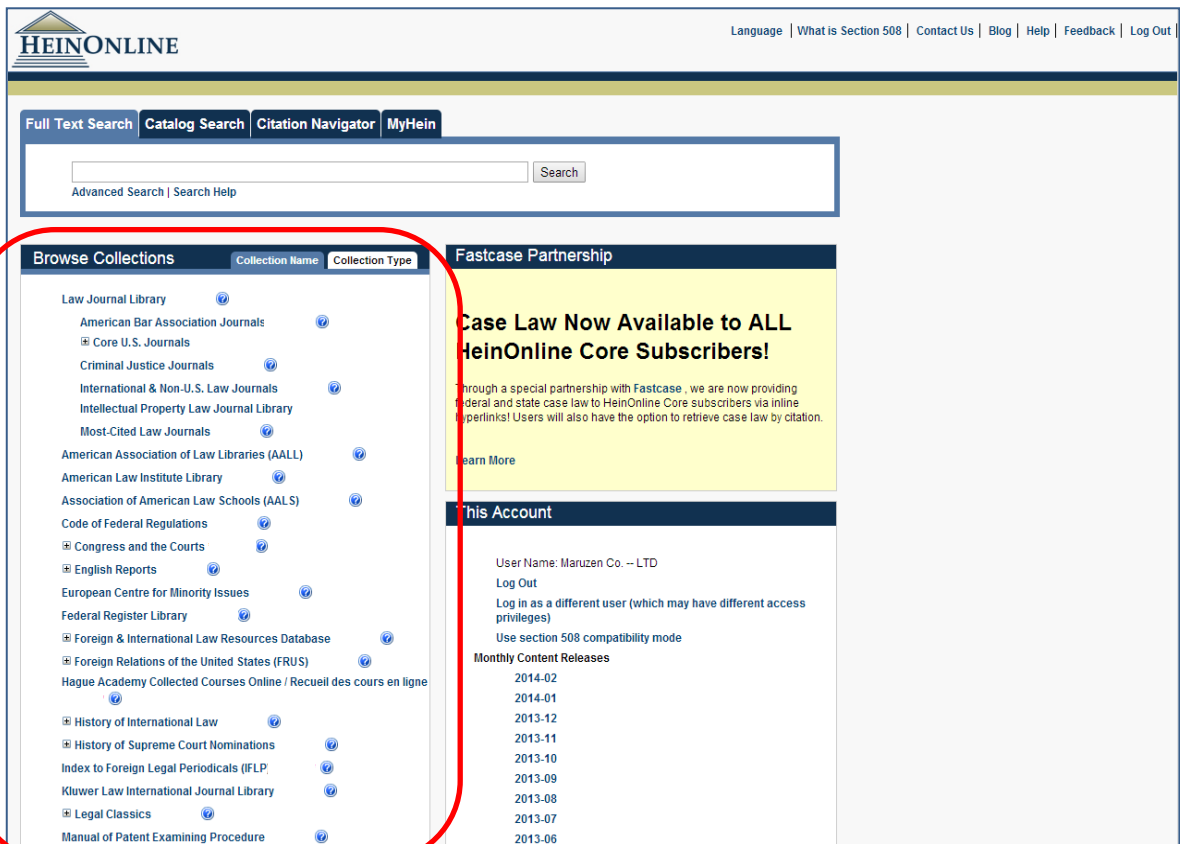 HEINONLINE
Language | What is Section 508 | Contact Us | Blog | Help | Feedback | Log Out |
Full Text Search Catalog Search Citation Navigator MyHein
Search
Advanced Search | Search Help
Browse Collections Collection Name Collection Type
Law Journal Library
American Bar Association Journals
Core U.S. Journals
Criminal Justice Journals
International & Non-U.S. Law Journals
Intellectual Property Law Journal Library
Most-Cited Law Journals
American Association of Law Libraries (AALL)
American Law Institute Library
Association of American Law Schools (AALS)
Code of Federal Regulations
Congress and the Courts
English Reports
European Centre for Minority Issues
Federal Register Library
Foreign & International Law Resources Database
Foreign Relations of the United States (FRUS)
Hague Academy Collected Courses Online / Recueil des cours en ligne
History of International Law
History of Supreme Court Nominations
Index to Foreign Legal Periodicals (IFLP)
Kluwer Law International Journal Library
Legal Classics
Manual of Patent Examining Procedure
Fastcase Partnership
Case Law Now Available to ALL
HeinOnline Core Subscribers!
Through a special partnership with Fastcase , we are now providing
federal and state case law to HeinOnline Core subscribers via inline
hyperlinks! Users will also have the option to retrieve case law by citation.
Learn More
This Account
User Name: Maruzen Co. -- LTD
Log Out
Log in as a different user (which may have different access
privileges)
Use section 508 compatibility mode
Monthly Content Releases
2014-02
2014-01
2013-12
2013-11
2013-10
2013-09
2013-08
2013-07
2013-06